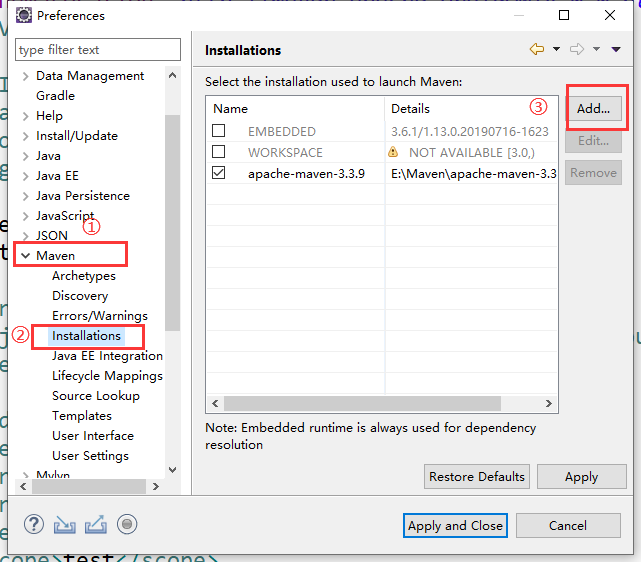 Preferences
type filter text
Data Management
Gradle
Help
Install/Update
Java
Java EE
Java Persistence
JavaScript
①
JSON
Maven
Archetypes
Discovery
Errors/Warnings
②
Installations
Java EE Integration
Lifecycle Mappings
Source Lookup
Templates
User Interface
User Settings
Mylyn
Installations
Select the installation used to launch Maven:
Name Details
③
Add...
EMBEDDED 3.6.1/1.13.0.20190716-1623
Edit...
WORKSPACE NOT AVAILABLE [3.0,)
Remove
apache-maven-3.3.9 E:\Maven\apache-maven-3.3
Note: Embedded runtime is always used for dependency
resolution
Restore Defaults Apply
Apply and Close Cancel
cope>test</scope>